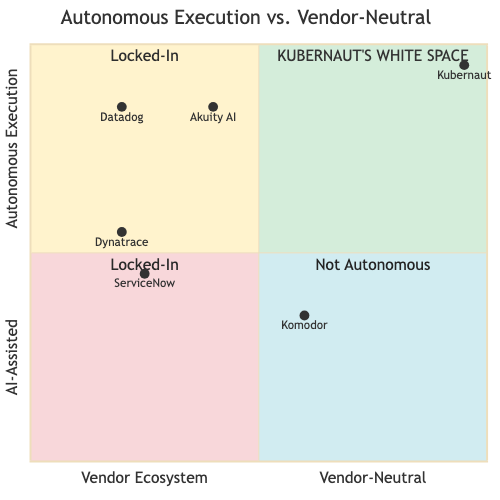 Autonomous Execution vs. Vendor-Neutral
Locked-In
KUBERNAUT'S WHITE SPACE
Kubernaut
Datadog
Akuity AI
Autonomous Execution
Dynatrace
Locked-In
Not Autonomous
ServiceNow
Komodor
AI-Assisted
Vendor Ecosystem
Vendor-Neutral